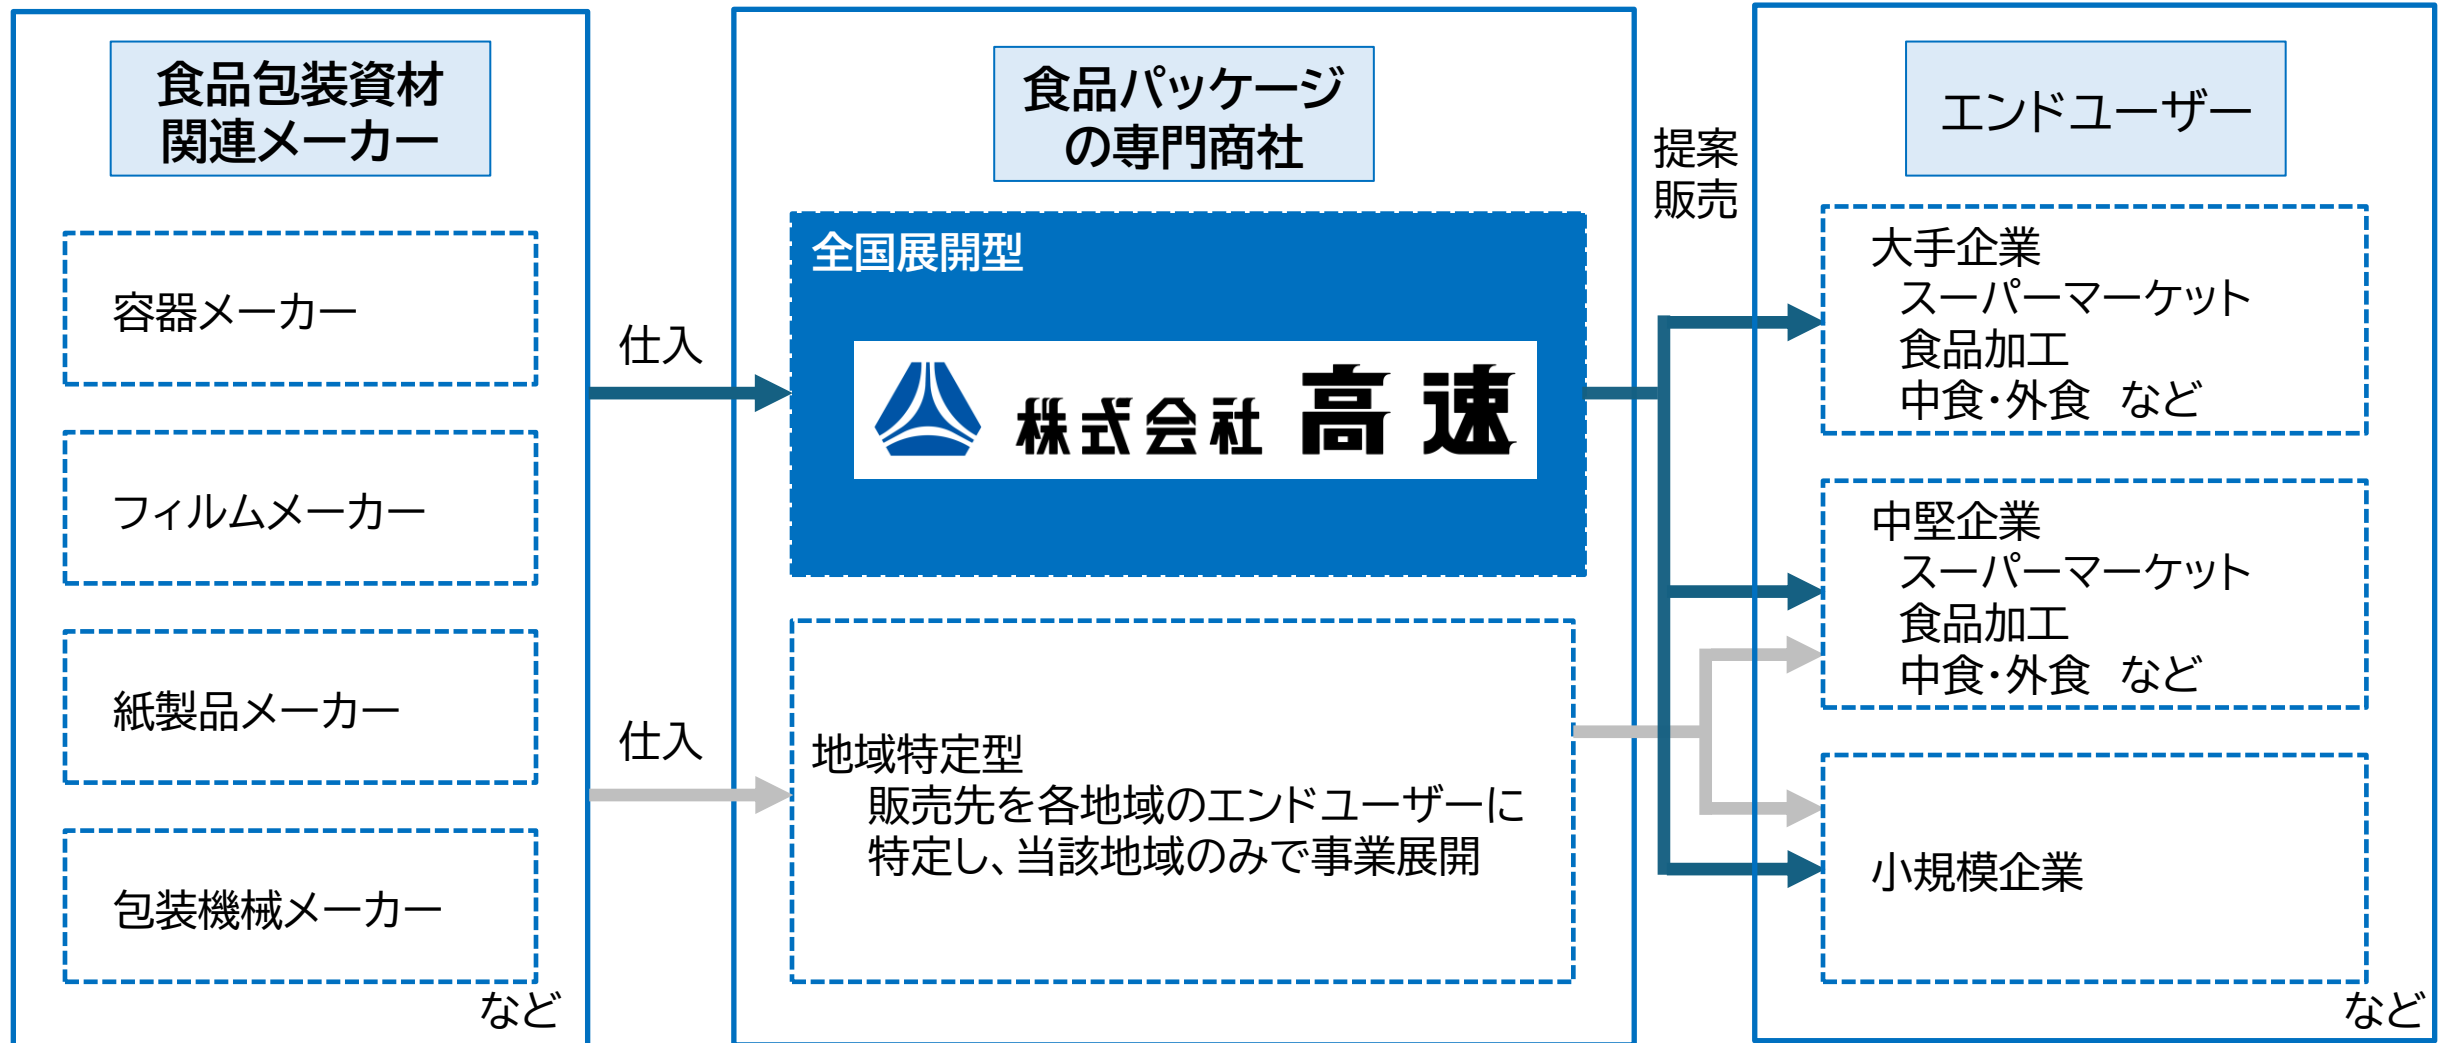 食品包装資材
関連メーカー
容器メーカー
フィルムメーカー
紙製品メーカー
包装機械メーカー
など
仕入
仕入
食品パッケージ
の専門商社
全国展開型
株式会社 高速
地域特定型
販売先を各地域のエンドユーザーに
特定し、当該地域のみで事業展開
提案
販売
エンドユーザー
大手企業
スーパーマーケット
食品加工
中食・外食 など
中堅企業
スーパーマーケット
食品加工
中食・外食 など
小規模企業
など